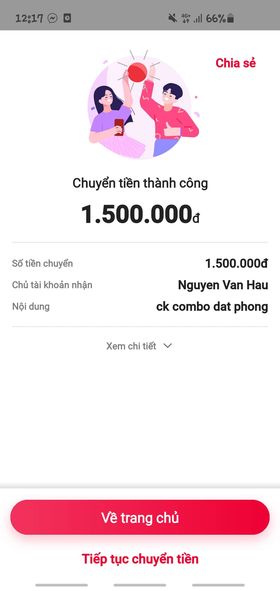 12:17 66%
Chia sẻ
Chuyển tiền thành công
1.500.000đ
Số tiền chuyển 1.500.000đ
Chủ tài khoản nhận Nguyen Van Hau
Nội dung ck combo dat phong
Xem chi tiết
Về trang chủ
Tiếp tục chuyển tiền